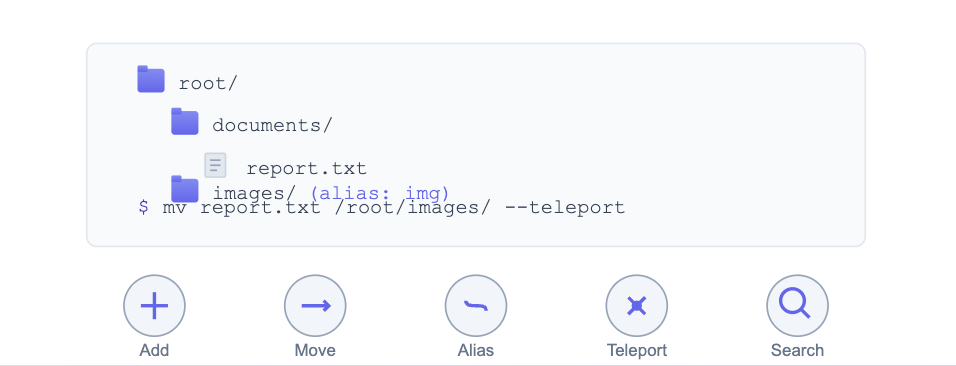 root/
documents/
report.txt
images/ (alias: img)
$ mv report.txt /root/images/ --teleport
Add
Move
Alias
Teleport
Search